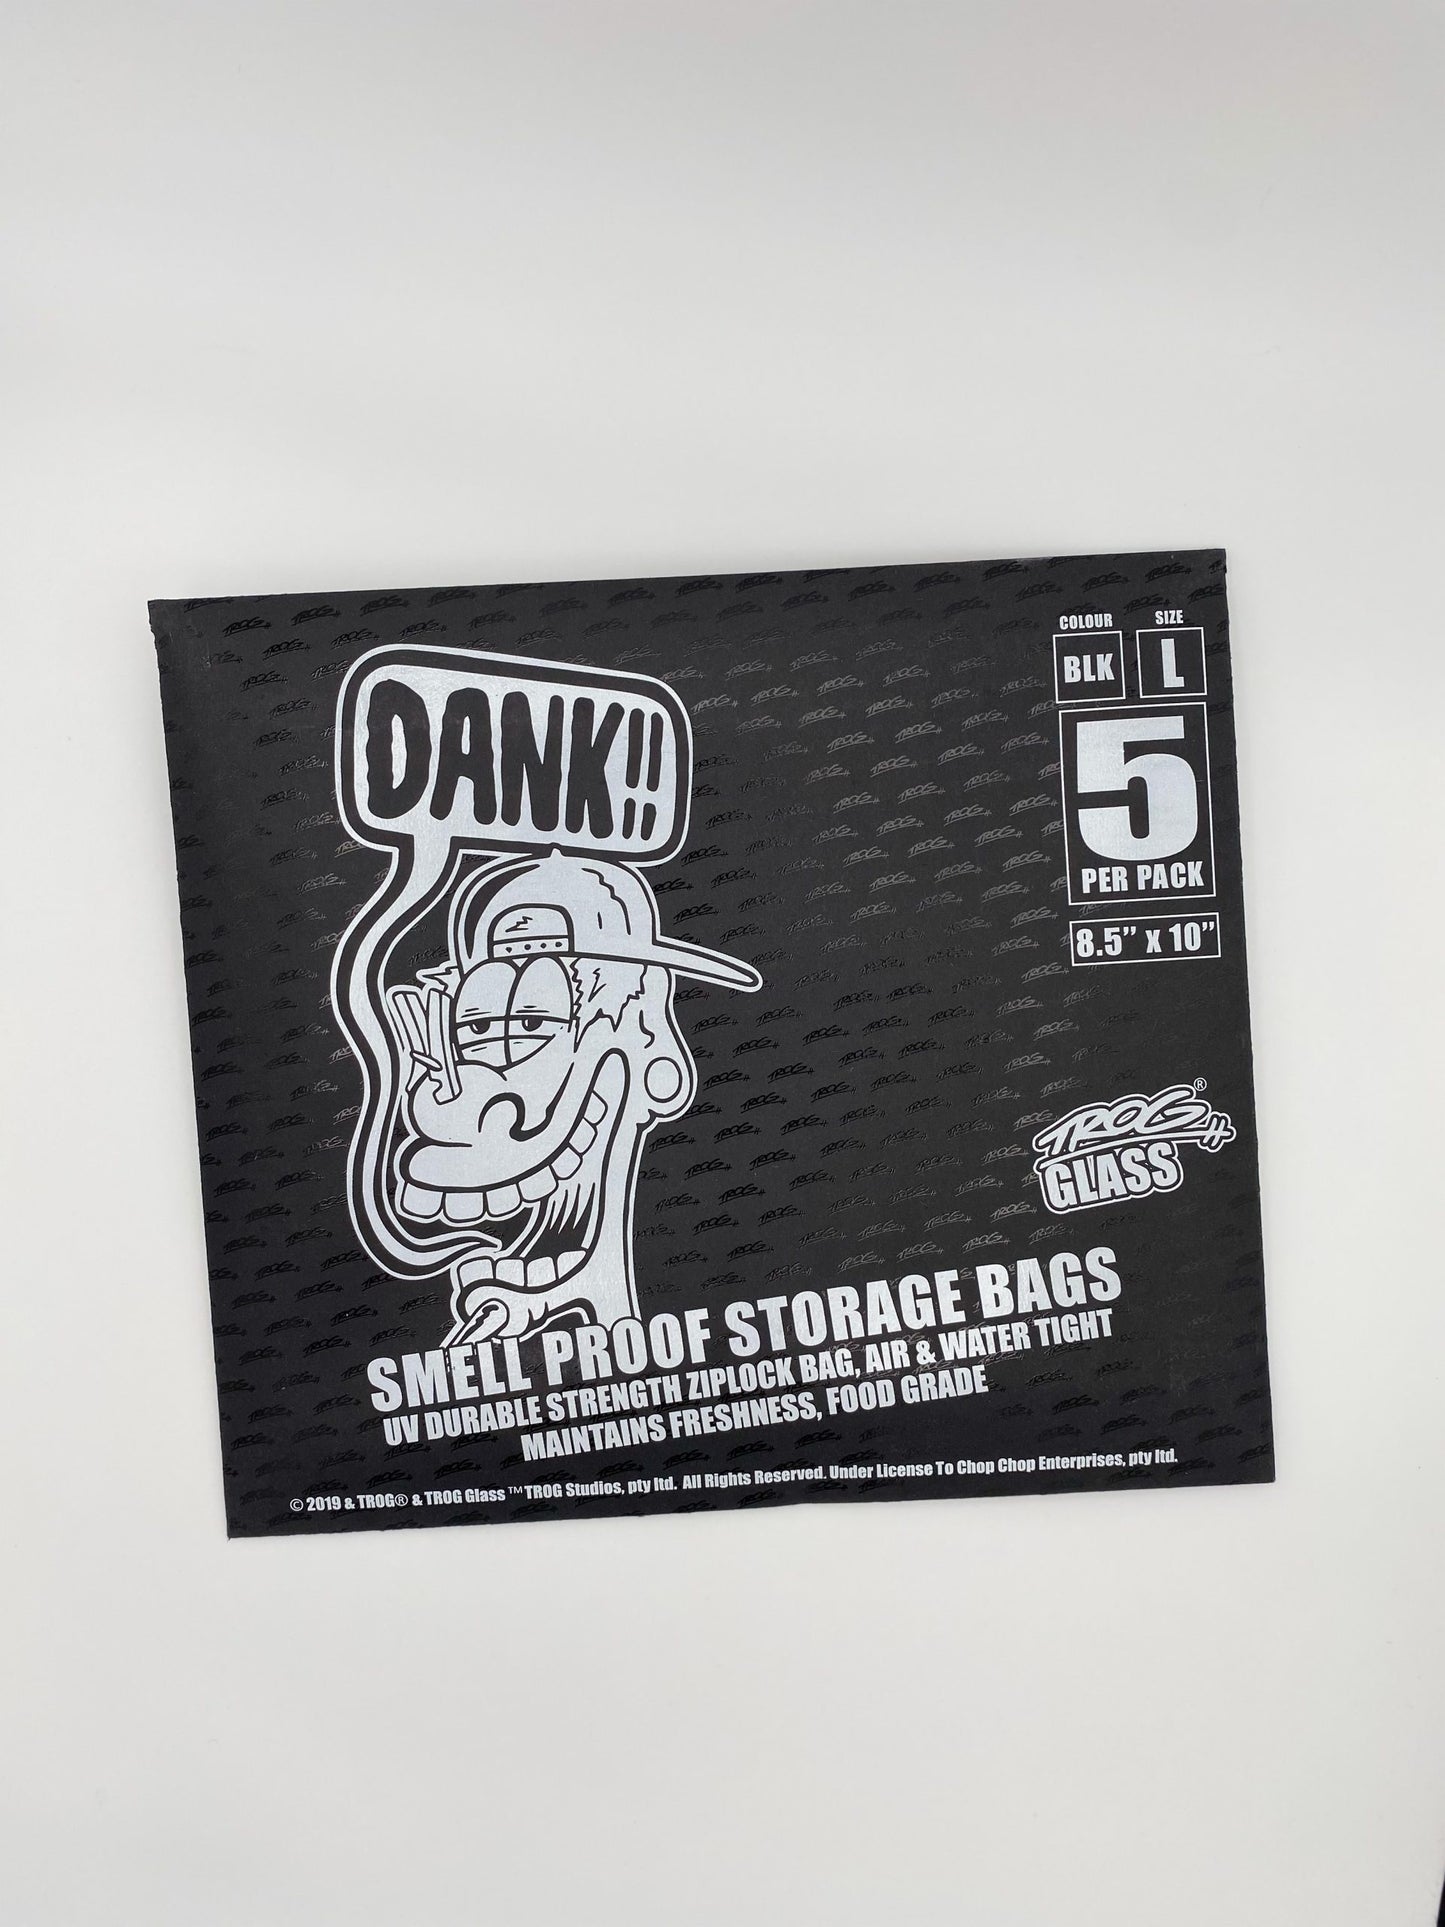 DANK!!
COLOUR SIZE
BLK L
5
PER PACK
8.5” x 10”
TROG ®
GLASS
SMELL PROOF STORAGE BAGS
UV DURABLE STRENGTH ZIPLOCK BAG, AIR & WATER TIGHT
MAINTAINS FRESHNESS, FOOD GRADE
© 2019 & TROG® & TROG Glass ™ TROG Studios, pty ltd. All Rights Reserved. Under License To Chop Chop Enterprises, pty ltd.